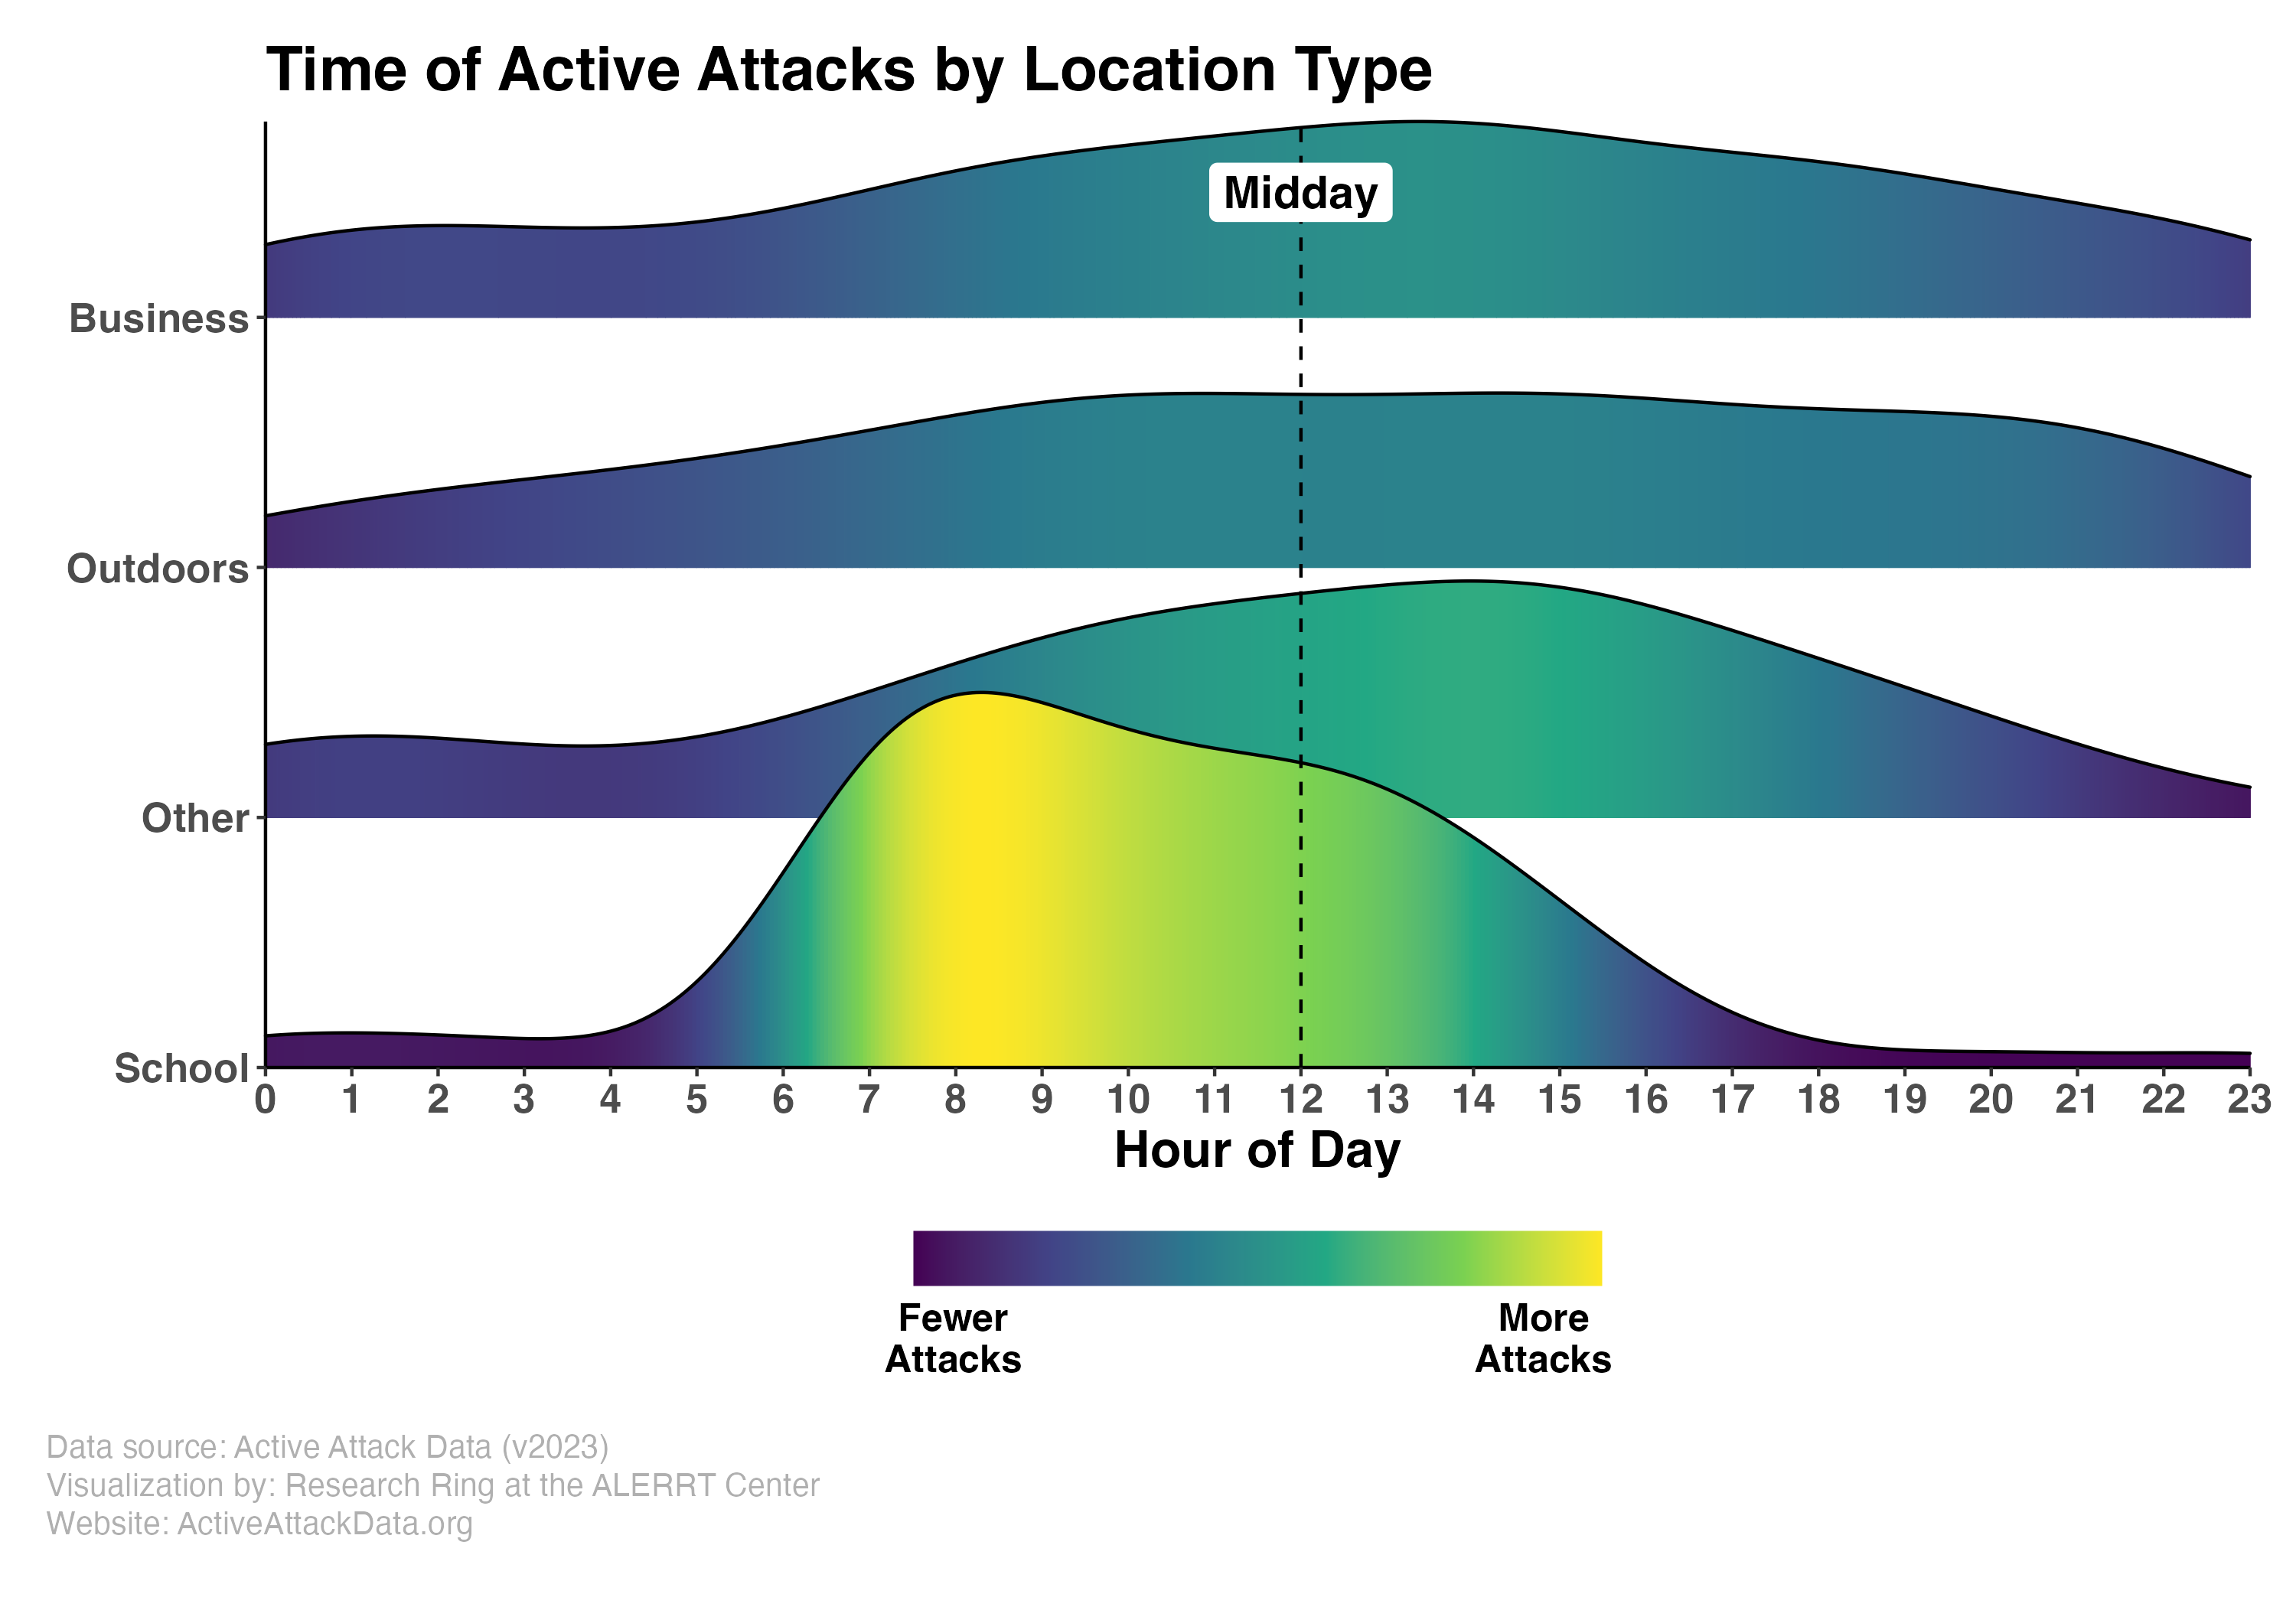 Time of Active Attacks by Location Type
Midday
Business
Outdoors
Other
School
0 1 2 3 4 5 6 7 8 9 10 11 12 13 14 15 16 17 18 19 20 21 22 23
Hour of Day
Fewer More
Attacks Attacks
Data source: Active Attack Data (v2023)
Visualization by: Research Ring at the ALERRT Center
Website: ActiveAttackData.org